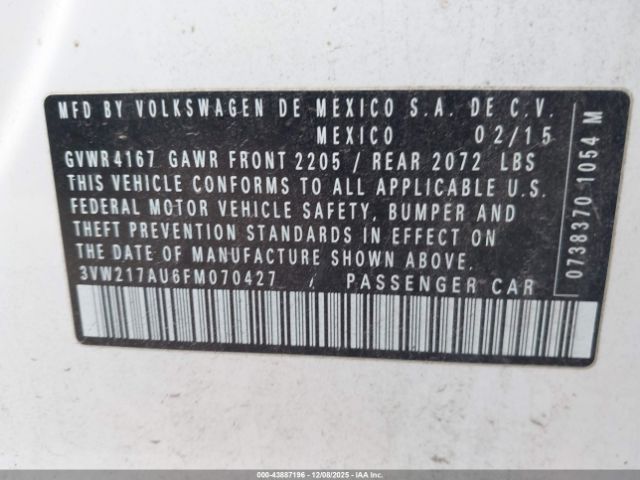 MFD BY VOLKSWAGEN DE MEXICO S.A. DE C.V.
MEXICO 02/15
GVWR 4167 GAWR FRONT 2205 / REAR 2072 LBS
THIS VEHICLE CONFORMS TO ALL APPLICABLE U.S.
FEDERAL MOTOR VEHICLE SAFETY, BUMPER AND
THEFT PREVENTION STANDARDS IN EFFECT ON
THE DATE OF MANUFACTURE SHOWN ABOVE.
3VW217AU6FM070427 / PASSENGER CAR
0738370 1054 M
000-43887196 - 12/08/2025 - IAA Inc.